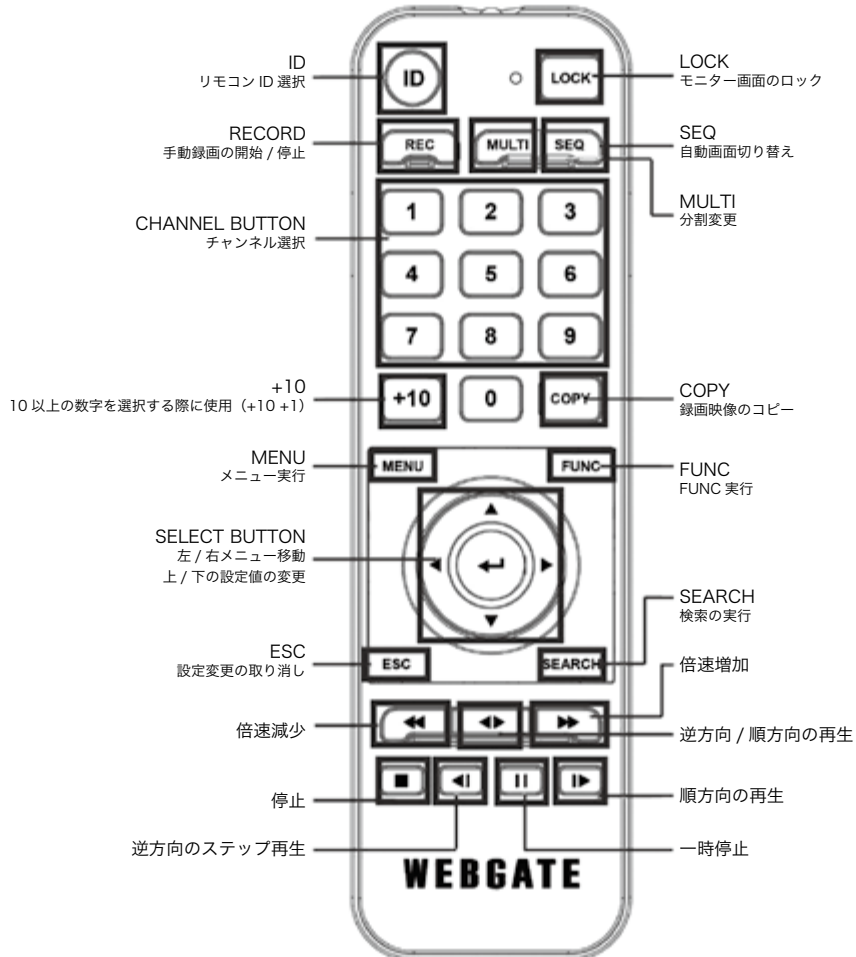 ID
リモコン ID 選択
LOCK
モニター画面のロック
RECORD
手動録画の開始 / 停止
SEQ
自動画面切り替え
MULTI
分割変更
CHANNEL BUTTON
チャンネル選択
+10
10 以上の数字を選択する際に使用（+10 +1）
COPY
録画映像のコピー
MENU
メニュー実行
FUNC
FUNC 実行
SELECT BUTTON
左 / 右メニュー移動
上 / 下の設定値の変更
SEARCH
検索の実行
ESC
設定変更の取り消し
倍速増加
倍速減少
逆方向 / 順方向の再生
停止
順方向の再生
逆方向のステップ再生
一時停止
ID
LOCK
REC
MULTI
SEQ
1
2
3
4
5
6
7
8
9
+10
0
COPY
MENU
FUNC
ESC
SEARCH
WEBGATE